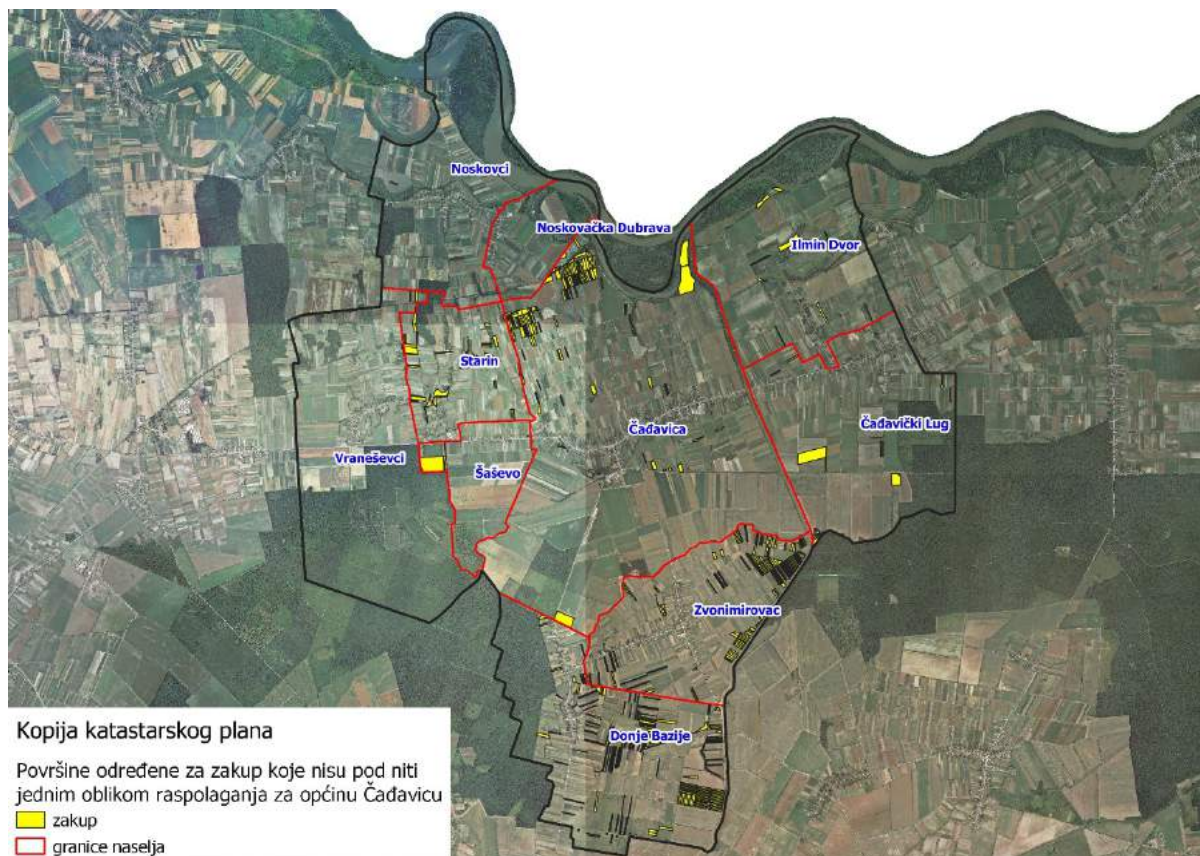 Noskovci
Noskovačka Dubrava
Ilmin Dvor
Starin
Čađavica
Čađavički Lug
Vraneševci
Šaševo
Zvonimirovac
Donje Bazije
Kopija katastarskog plana
Površine određene za zakup koje nisu pod niti
jednim oblikom raspolaganja za općinu Čađavicu
zakup
granice naselja